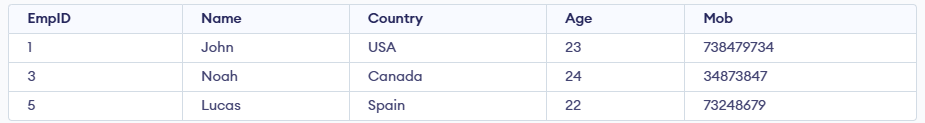 EmpID Name Country Age Mob
1 John USA 23 738479734
3 Noah Canada 24 34873847
5 Lucas Spain 22 73248679